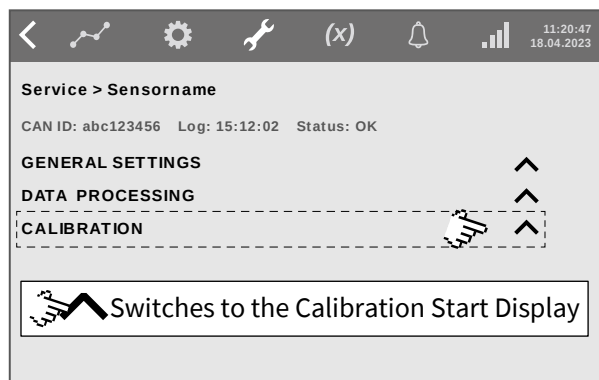 (x)
11:20:47
18.04.2023
Service > Sensorname
CAN ID: abc123456 Log: 15:12:02 Status: OK
GENERAL SETTINGS
DATA PROCESSING
CALIBRATION
Switches to the Calibration Start Display